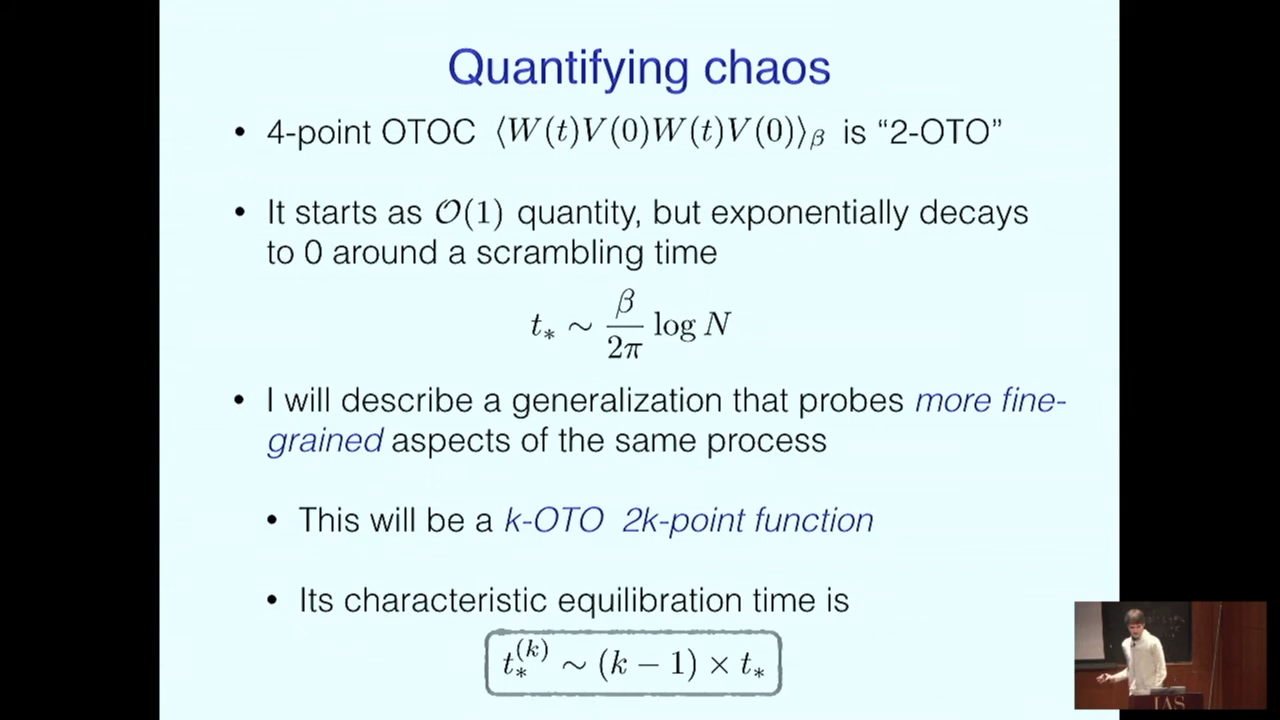 Quantifying chaos
• 4-point OTOC ⟨W(t)V(0)W(t)V(0)⟩_β is “2-OTO”
• It starts as 𝒪(1) quantity, but exponentially decays
to 0 around a scrambling time
t_* ∼ \frac{β}{2π} log N
• I will describe a generalization that probes more fine-
grained aspects of the same process
• This will be a k-OTO 2k-point function
• Its characteristic equilibration time is
t_*^{(k)} ∼ (k − 1) × t_*
IAS